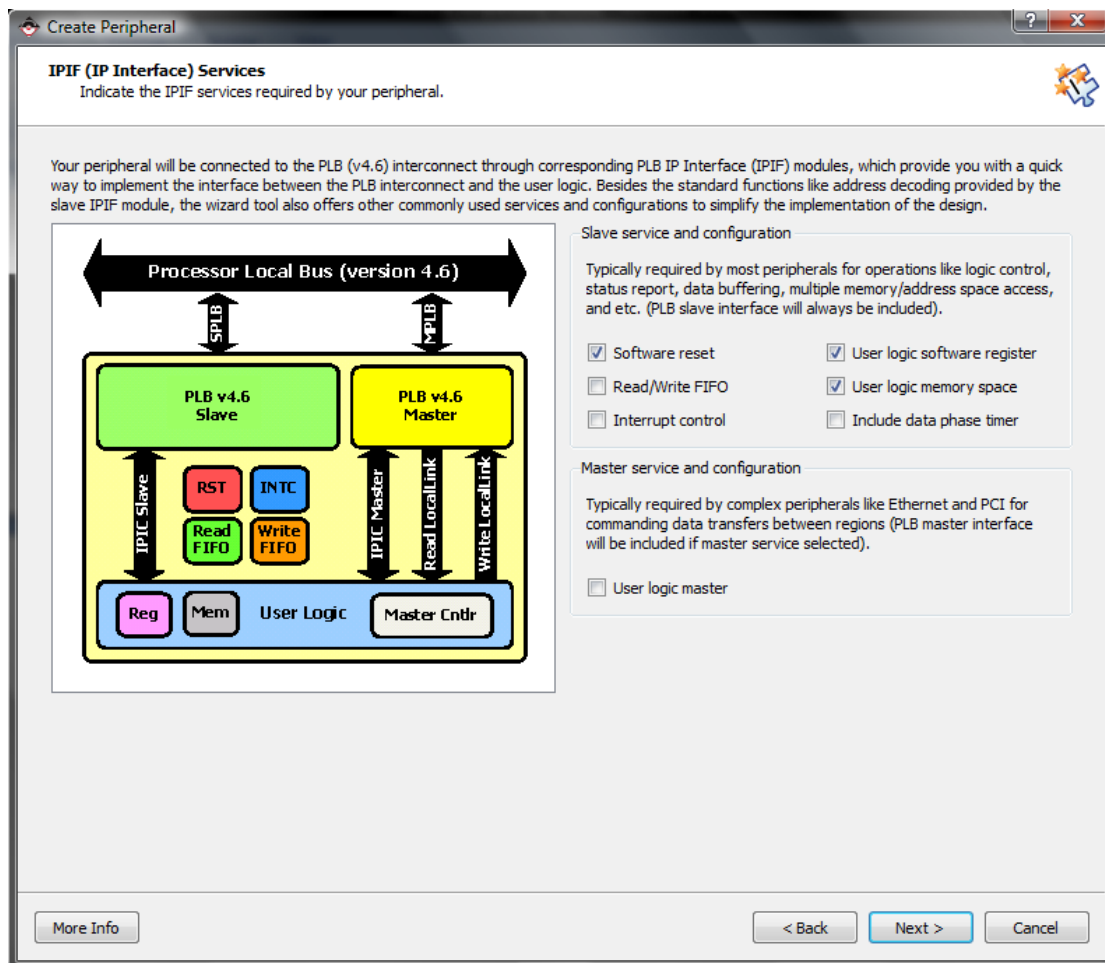 Create Peripheral
IPIF (IP Interface) Services
Indicate the IPIF services required by your peripheral.
Your peripheral will be connected to the PLB (v4.6) interconnect through corresponding PLB IP Interface (IPIF) modules, which provide you with a quick
way to implement the interface between the PLB interconnect and the user logic. Besides the standard functions like address decoding provided by the
slave IPIF module, the wizard tool also offers other commonly used services and configurations to simplify the implementation of the design.
Processor Local Bus (version 4.6)
SPLB
MPLB
PLB v4.6
Slave
PLB v4.6
Master
IPIC Slave
RST
INTC
Read
FIFO
Write
FIFO
IPIC Master
Read LocalLink
Write LocalLink
Reg
Mem
User Logic
Master Cntlr
Slave service and configuration
Typically required by most peripherals for operations like logic control,
status report, data buffering, multiple memory/address space access,
and etc. (PLB slave interface will always be included).
Software reset
User logic software register
Read/Write FIFO
User logic memory space
Interrupt control
Include data phase timer
Master service and configuration
Typically required by complex peripherals like Ethernet and PCI for
commanding data transfers between regions (PLB master interface
will be included if master service selected).
User logic master
More Info
< Back
Next >
Cancel